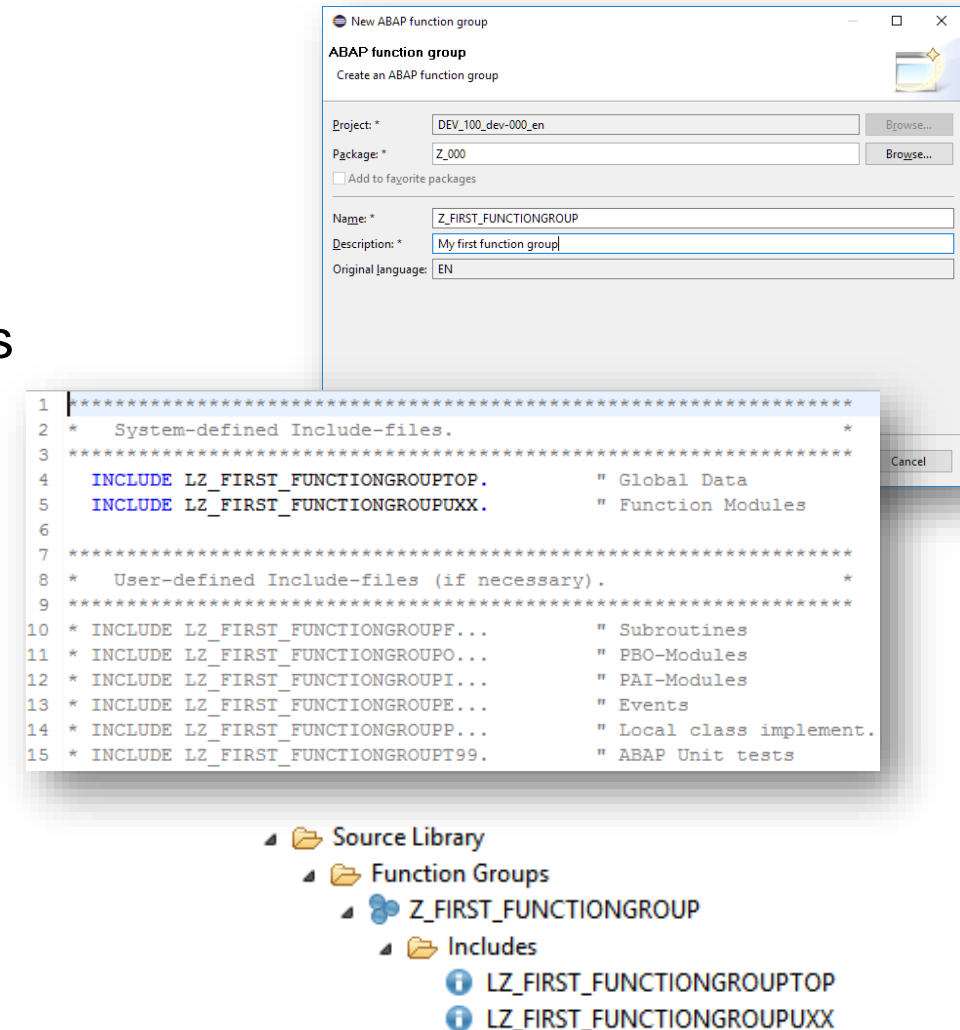 New ABAP function group
ABAP function group
Create an ABAP function group
Project: * DEV_100_dev-000_en Browse...
Package: * Z_000 Browse...
Add to favorite packages
Name: * Z_FIRST_FUNCTIONGROUP
Description: * My first function group
Original language: EN
s
Cancel
1 **********************************************************************
2 *   System-defined Include-files.                                 *
3 **********************************************************************
4   INCLUDE LZ_FIRST_FUNCTIONGROUPTOP.         " Global Data
5   INCLUDE LZ_FIRST_FUNCTIONGROUPUXX.         " Function Modules
6
7 **********************************************************************
8 *   User-defined Include-files (if necessary).                    *
9 **********************************************************************
10 * INCLUDE LZ_FIRST_FUNCTIONGROUPF...         " Subroutines
11 * INCLUDE LZ_FIRST_FUNCTIONGROUPO...         " PBO-Modules
12 * INCLUDE LZ_FIRST_FUNCTIONGROUPI...         " PAI-Modules
13 * INCLUDE LZ_FIRST_FUNCTIONGROUPE...         " Events
14 * INCLUDE LZ_FIRST_FUNCTIONGROUPP...         " Local class implement.
15 * INCLUDE LZ_FIRST_FUNCTIONGROUPT99.         " ABAP Unit tests
Source Library
Function Groups
Z_FIRST_FUNCTIONGROUP
Includes
LZ_FIRST_FUNCTIONGROUPTOP
LZ_FIRST_FUNCTIONGROUPUXX